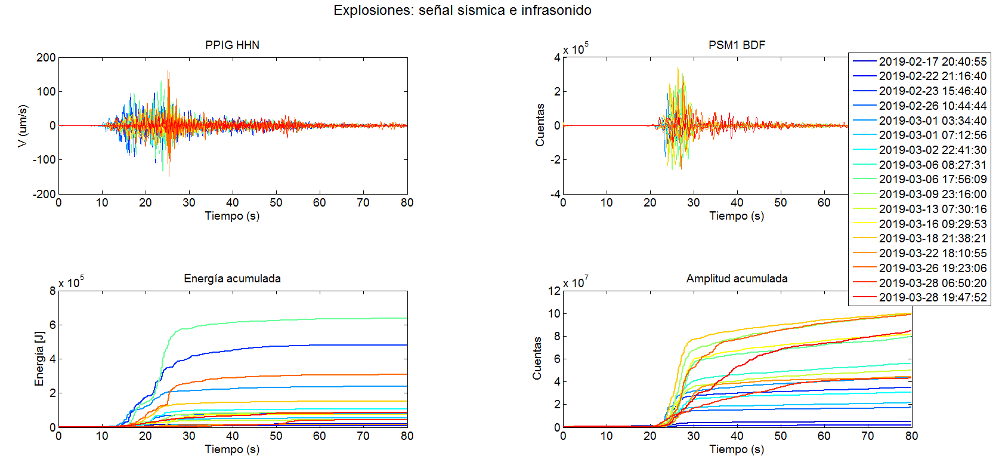 Explosiones: señal sísmica e infrasonido
PPIG HHN
200
100
0
-100
-200
V (um/s)
0 10 20 30 40 50 60 70 80
Tiempo (s)
PSM1 BDF
x 10^5
4
2
0
-2
-4
Cuentas
0 10 20 30 40 50 60
Tiempo (s)
2019-02-17 20:40:55
2019-02-22 21:16:40
2019-02-23 15:46:40
2019-02-26 10:44:44
2019-03-01 03:34:40
2019-03-01 07:12:56
2019-03-02 22:41:30
2019-03-06 08:27:31
2019-03-06 17:56:09
2019-03-09 23:16:00
2019-03-13 07:30:16
2019-03-16 09:29:53
2019-03-18 21:38:21
2019-03-22 18:10:55
2019-03-26 19:23:06
2019-03-28 06:50:20
2019-03-28 19:47:52
80
Energía acumulada
x 10^5
8
6
4
2
0
Energía [J]
0 10 20 30 40 50 60 70 80
Tiempo (s)
Amplitud acumulada
x 10^7
12
10
8
6
4
2
0
Cuentas
0 10 20 30 40 50 60 70 80
Tiempo (s)